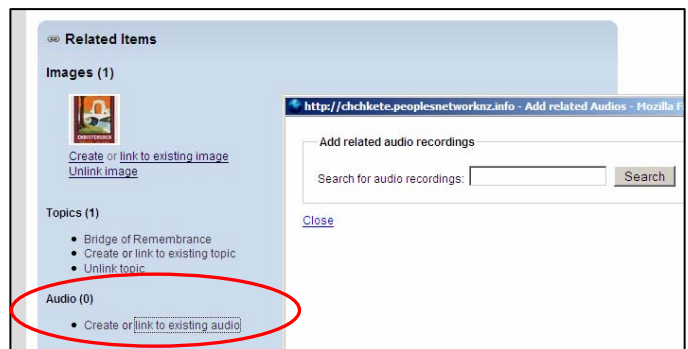 Related Items
Images (1)
CHRISTCHURCH
Create or link to existing image
Unlink image
Topics (1)
• Bridge of Remembrance
• Create or link to existing topic
• Unlink topic
Audio (0)
• Create or link to existing audio
http://chchkete.peoplesnetworknz.info - Add related Audios - Mozilla F
Add related audio recordings
Search for audio recordings:
Search
Close